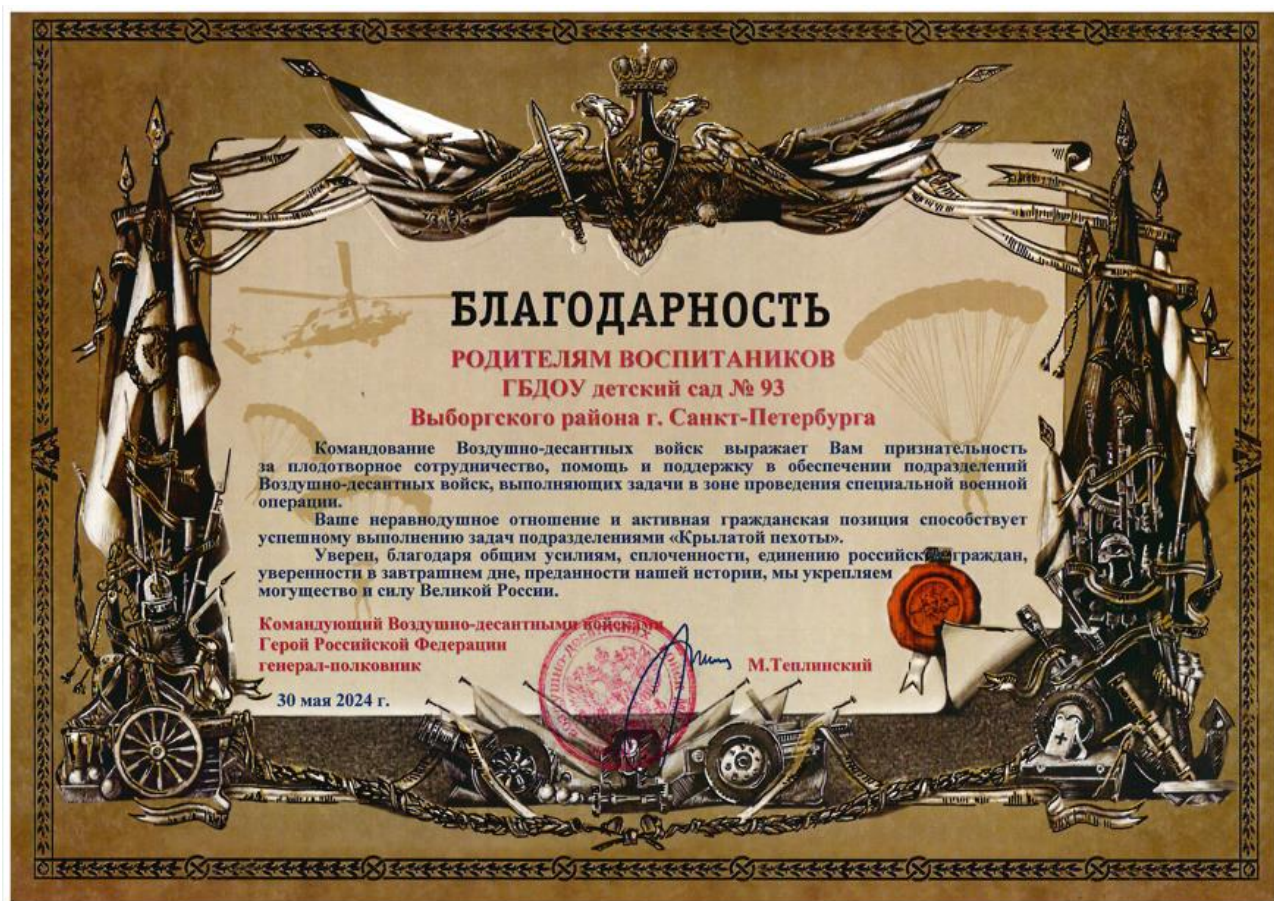 БЛАГОДАРНОСТЬ
РОДИТЕЛЯМ ВОСПИТАНИКОВ
ГБДОУ детский сад № 93
Выборгского района г. Санкт-Петербурга
Командование Воздушно-десантных войск выражает Вам признательность
за плодотворное сотрудничество, помощь и поддержку в обеспечении подразделений
Воздушно-десантных войск, выполняющих задачи в зоне проведения специальной военной
операции.
Ваше неравнодушное отношение и активная гражданская позиция способствует
успешному выполнению задач подразделениями «Крылатой пехоты».
Уверен, благодаря общим усилиям, сплоченности, единению российских граждан,
уверенности в завтрашнем дне, преданности нашей истории, мы укрепляем
могущество и силу Великой России.
Командующий Воздушно-десантными войсками
Герой Российской Федерации
генерал-полковник
М.Теплинский
30 мая 2024 г.